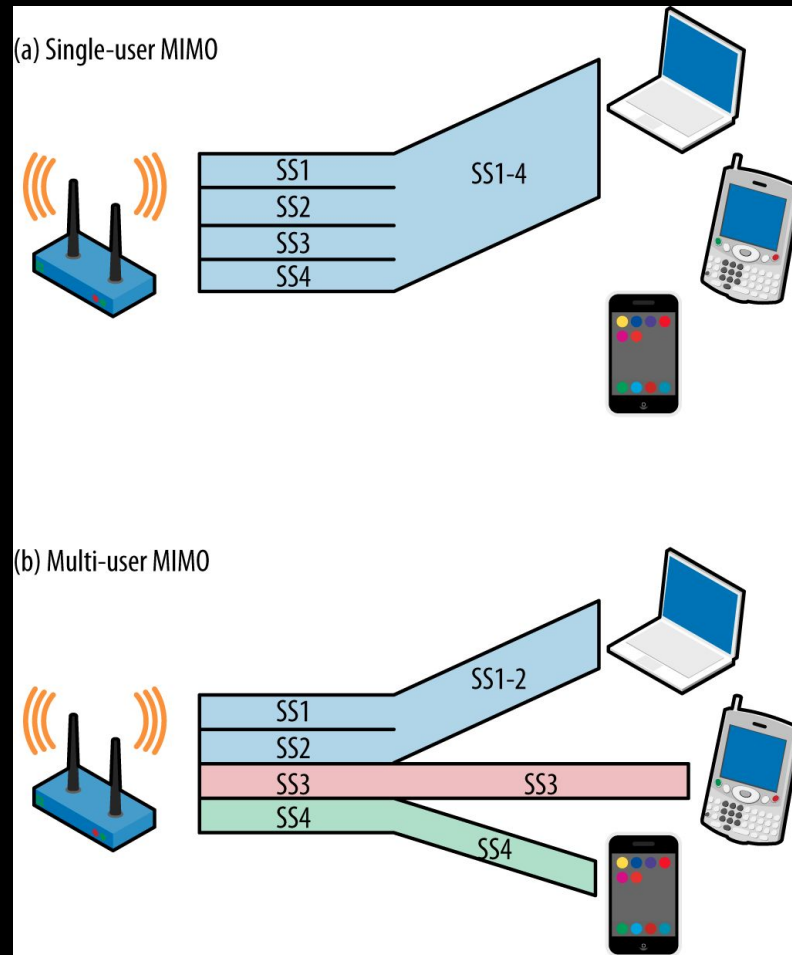 (a) Single-user MIMO
SS1
SS2
SS3
SS4
SS1-4
(b) Multi-user MIMO
SS1
SS2
SS3
SS4
SS1-2
SS3
SS4